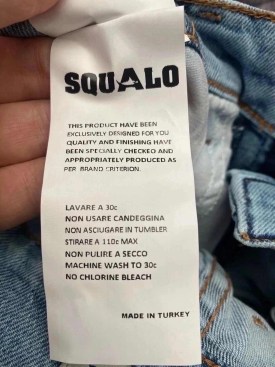 SQUALO
THIS PRODUCT HAVE BEEN
EXCLUSIVELY DESIGNED FOR YOU
QUALITY AND FINISHING HAVE
BEEN SPECIALLY CHECKED AND
APPROPRIATELY PRODUCED AS
PER BRAND CRITERION.
LAVARE A 30c
NON USARE CANDEGGINA
NON ASCIUGARE IN TUMBLER
STIRARE A 110c MAX
NON PULIRE A SECCO
MACHINE WASH TO 30c
NO CHLORINE BLEACH
MADE IN TURKEY